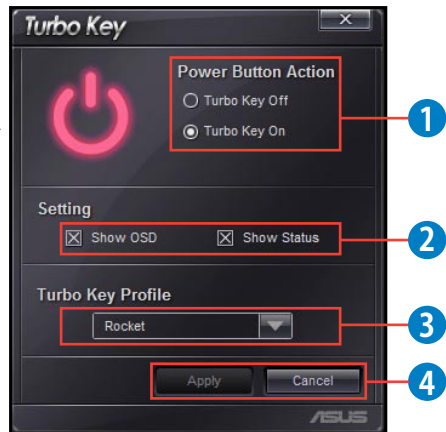 Turbo Key
Power Button Action
Turbo Key Off
Turbo Key On
1
Setting
Show OSD Show Status
2
Turbo Key Profile
Rocket
3
Apply Cancel
4
ASUS